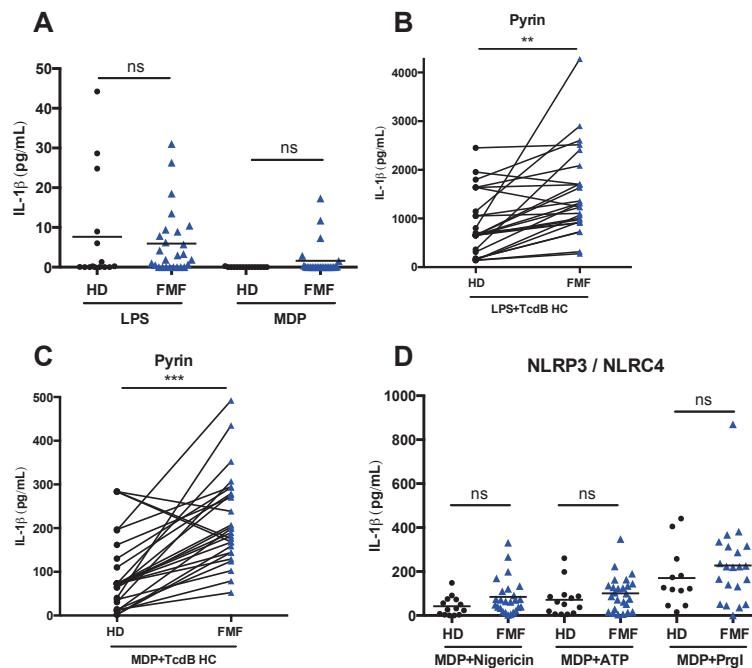 A
IL-1β (pg/mL)
50
40
30
20
10
0
ns
ns
HD
FMF
HD
FMF
LPS
MDP
B
Pyrin
**
IL-1β (pg/mL)
4000
3000
2000
1000
0
HD
FMF
LPS+TcdB HC
C
Pyrin
***
IL-1β (pg/mL)
500
400
300
200
100
0
HD
FMF
MDP+TcdB HC
D
NLRP3 / NLRC4
IL-1β (pg/mL)
1000
800
600
400
200
0
ns
ns
ns
HD
FMF
HD
FMF
HD
FMF
MDP+Nigericin
MDP+ATP
MDP+PrgI